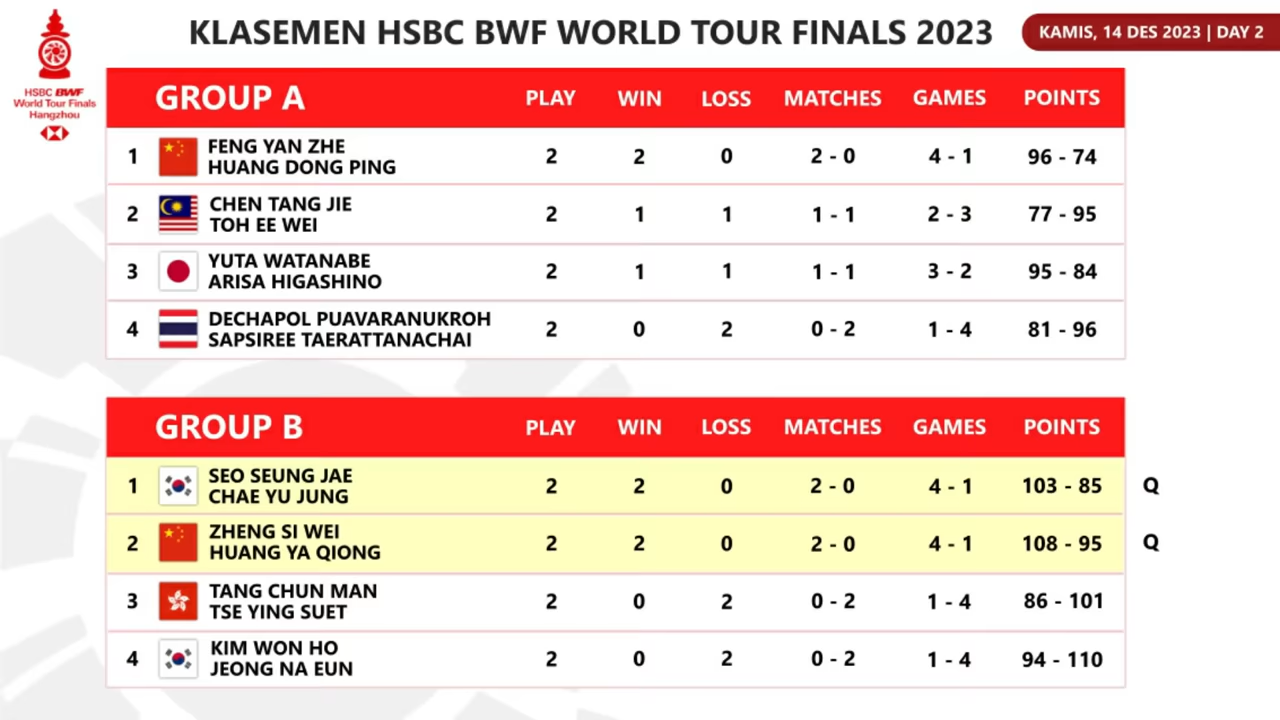 KLASEMEN HSBC BWF WORLD TOUR FINALS 2023
KAMIS, 14 DES 2023 | DAY 2
HSBC BWF
World Tour Finals
Hangzhou
GROUP A PLAY WIN LOSS MATCHES GAMES POINTS
1 FENG YAN ZHE
HUANG DONG PING 2 2 0 2 - 0 4 - 1 96 - 74
2 CHEN TANG JIE
TOH EE WEI 2 1 1 1 - 1 2 - 3 77 - 95
3 YUTA WATANABE
ARISA HIGASHINO 2 1 1 1 - 1 3 - 2 95 - 84
4 DECHAPOL PUAVARANUKROH
SAPSIREE TAERATTANACHAI 2 0 2 0 - 2 1 - 4 81 - 96
GROUP B PLAY WIN LOSS MATCHES GAMES POINTS
1 SEO SEUNG JAE
CHAE YU JUNG 2 2 0 2 - 0 4 - 1 103 - 85 Q
2 ZHENG SI WEI
HUANG YA QIONG 2 2 0 2 - 0 4 - 1 108 - 95 Q
3 TANG CHUN MAN
TSE YING SUET 2 0 2 0 - 2 1 - 4 86 - 101
4 KIM WON HO
JEONG NA EUN 2 0 2 0 - 2 1 - 4 94 - 110